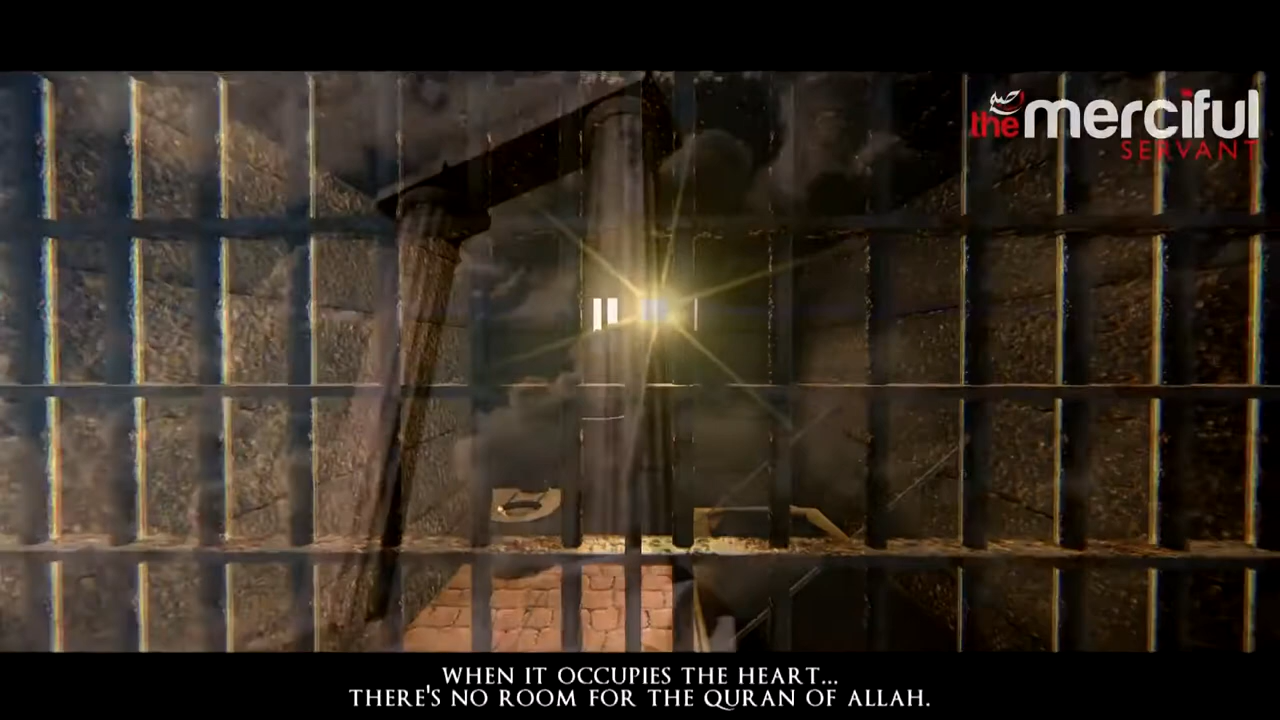 the merciful
SERVANT
WHEN IT OCCUPIES THE HEART...
THERE'S NO ROOM FOR THE QURAN OF ALLAH.